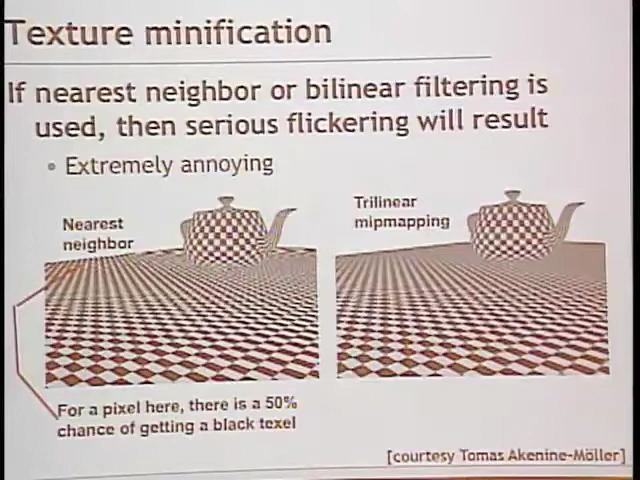 Texture minification
If nearest neighbor or bilinear filtering is
used, then serious flickering will result
• Extremely annoying
Nearest
neighbor
Trilinear
mipmapping
For a pixel here, there is a 50%
chance of getting a black texel
[courtesy Tomas Akenine-Möller]